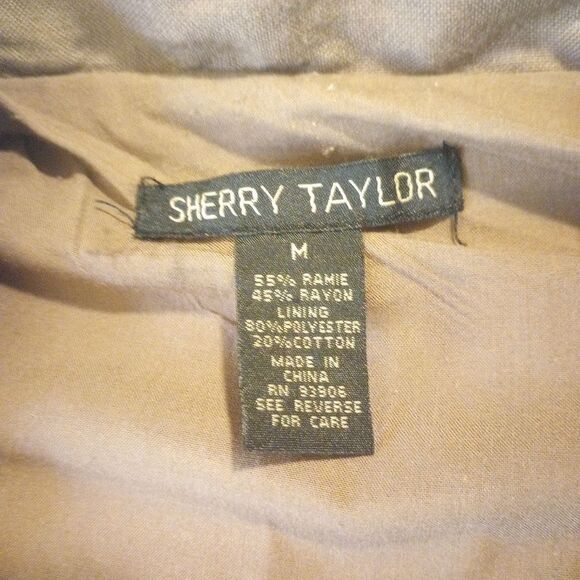 SHERRY TAYLOR
M
55% RAMIE
45% RAYON
LINING
80%POLYESTER
20%COTTON
MADE IN
CHINA
RN 93906
SEE REVERSE
FOR CARE